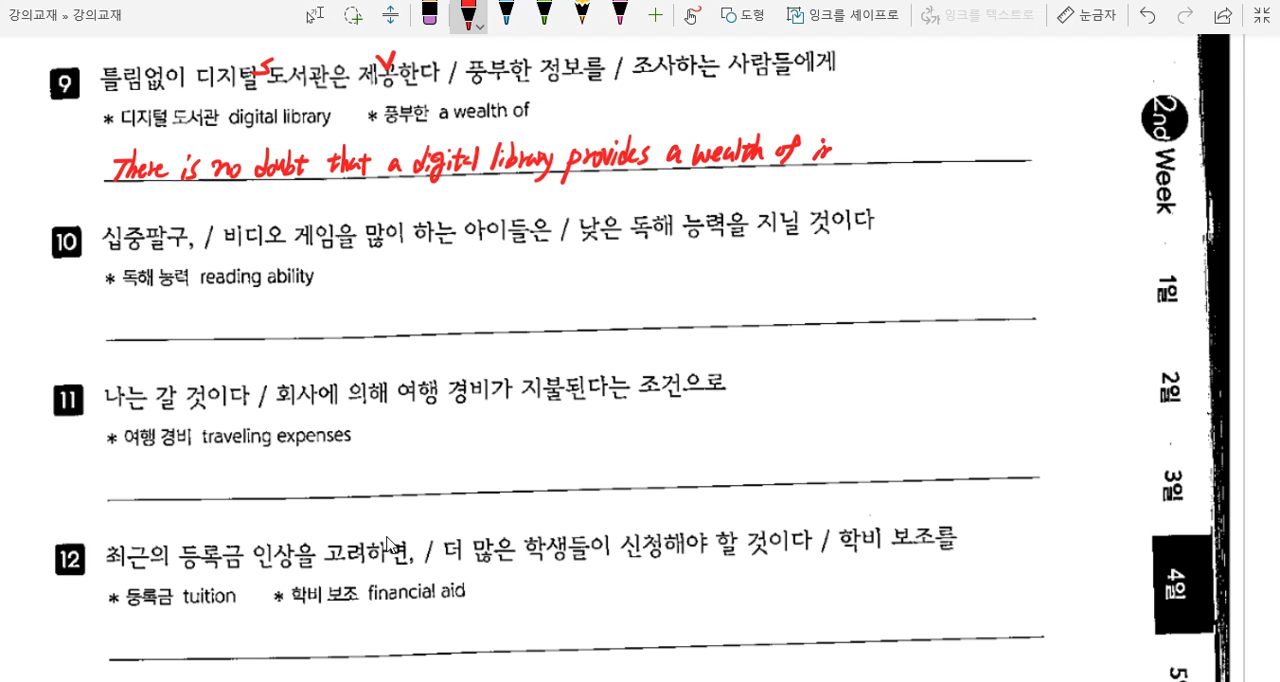 강의교재 » 강의교재
도형
잉크를 셰이프로
잉크를 텍스트로
눈금자
9 틀림없이 디지털 도서관은 제공한다 / 풍부한 정보를 / 조사하는 사람들에게
S V
* 디지털 도서관 digital library * 풍부한 a wealth of
There is no doubt that a digital library provides a wealth of in
10 십중팔구, / 비디오 게임을 많이 하는 아이들은 / 낮은 독해 능력을 지닐 것이다
* 독해 능력 reading ability
11 나는 갈 것이다 / 회사에 의해 여행 경비가 지불된다는 조건으로
* 여행 경비 traveling expenses
12 최근의 등록금 인상을 고려하면, / 더 많은 학생들이 신청해야 할 것이다 / 학비 보조를
* 등록금 tuition * 학비 보조 financial aid
2nd Week
1일
2일
3일
4일